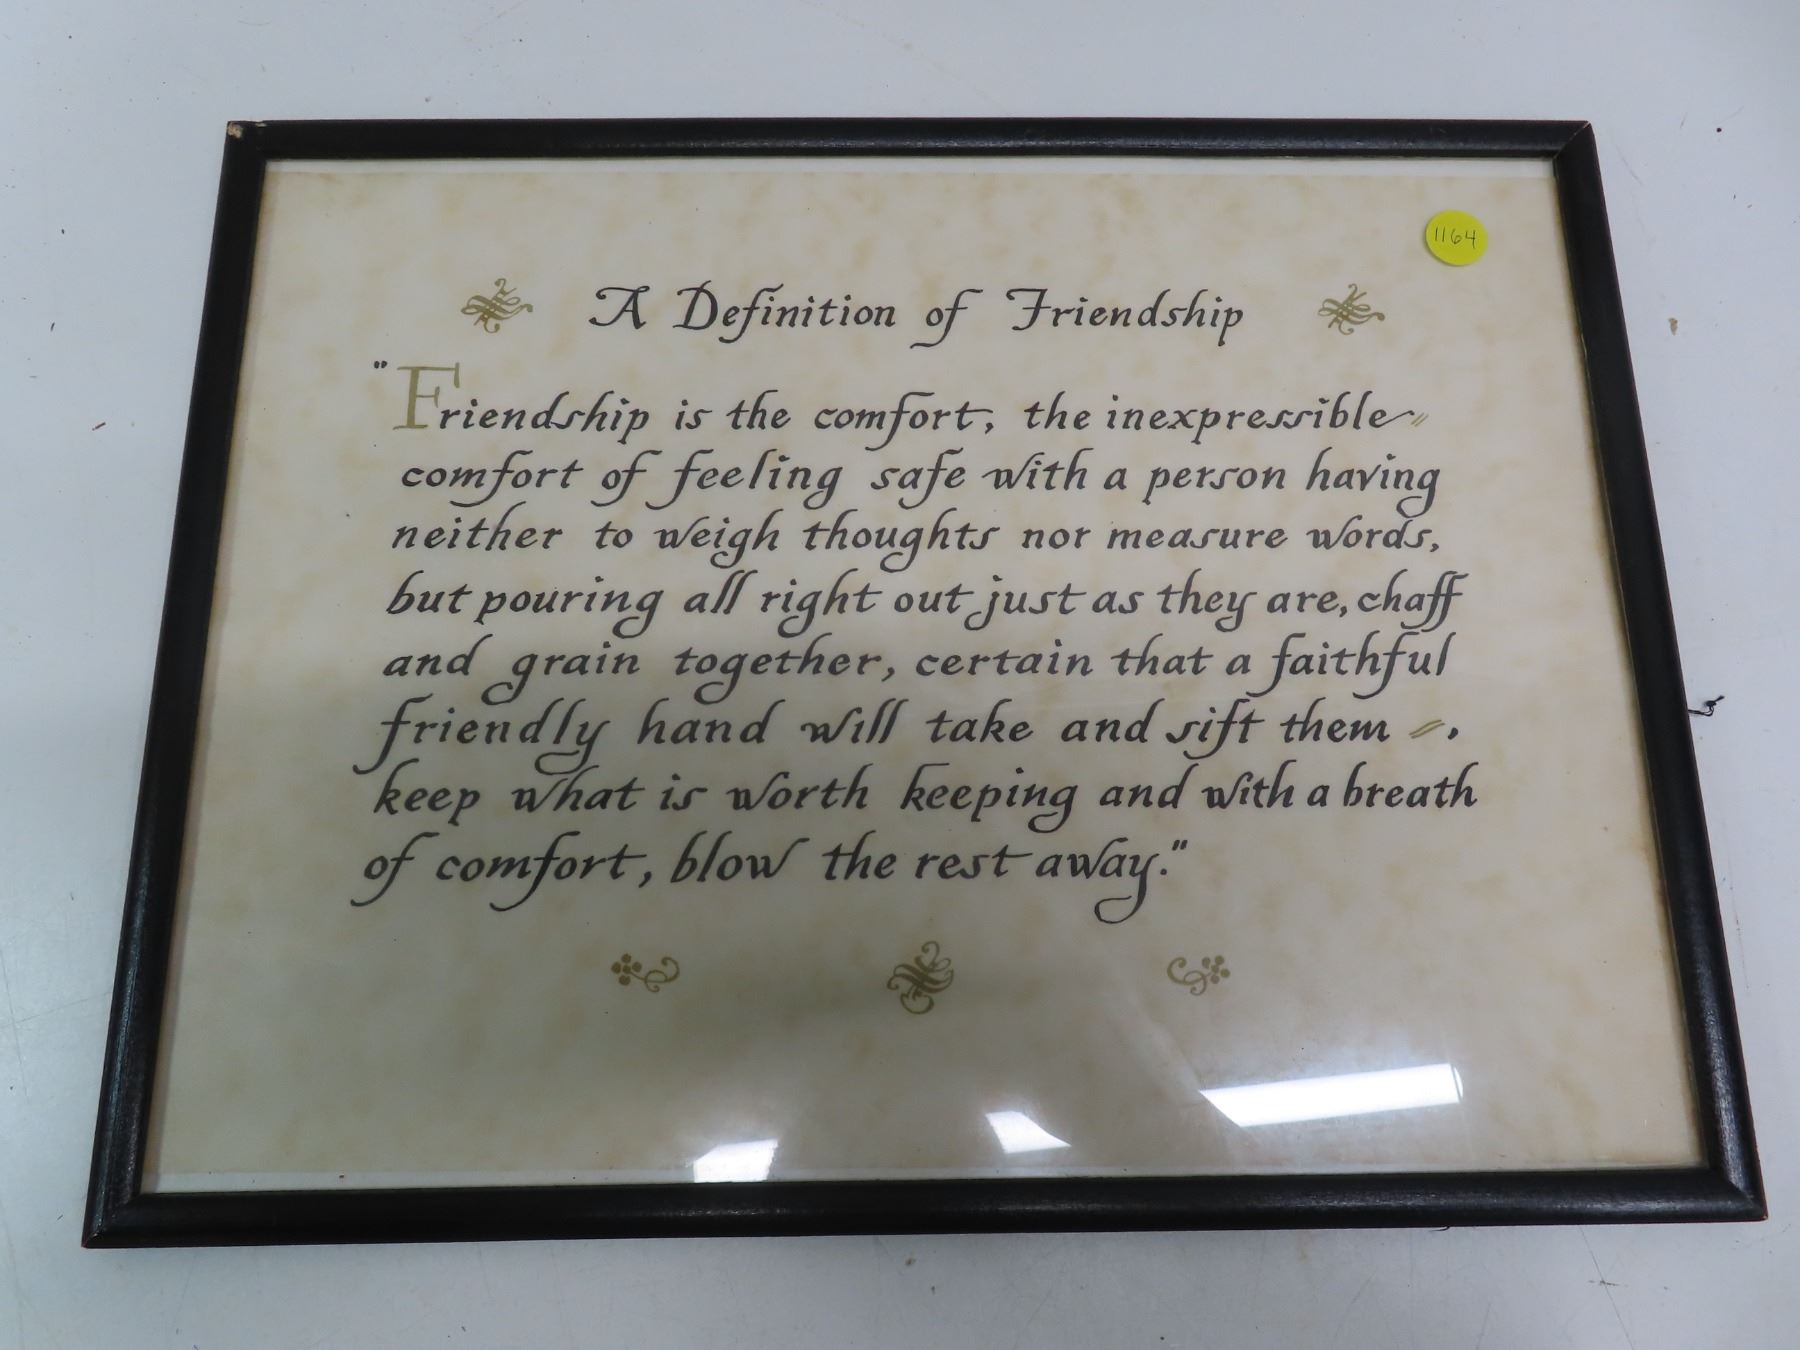 1164
A Definition of Friendship
"Friendship is the comfort, the inexpressible
comfort of feeling safe with a person having
neither to weigh thoughts nor measure words,
but pouring all right out just as they are, chaff
and grain together, certain that a faithful
friendly hand will take and sift them,
keep what is worth keeping and with a breath
of comfort, blow the rest away."